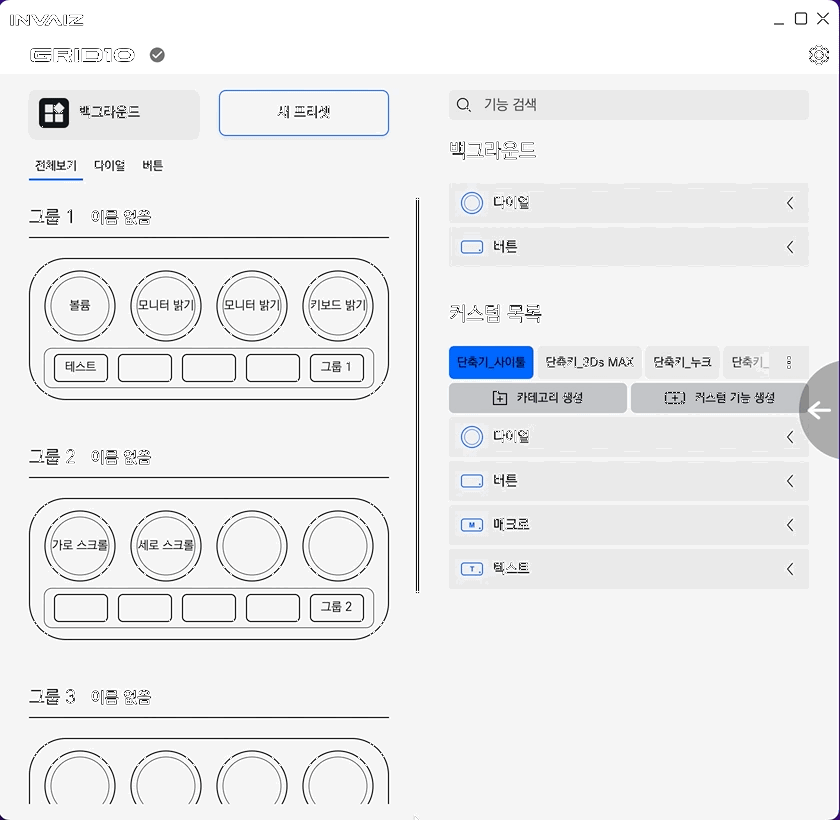 INVAIZ
GRID10
백그라운드
새 프리셋
전체보기 다이얼 버튼
그룹 1 이름 없음
볼륨 모니터 밝기 모니터 밝기 키보드 밝기
테스트 그룹 1
그룹 2 이름 없음
가로 스크롤 세로 스크롤
그룹 2
그룹 3 이름 없음
기능 검색
백그라운드
다이얼
버튼
커스텀 목록
단축키_사이툴 단축키_3Ds MAX 단축키_누크 단축키_
카테고리 생성 커스텀 기능 생성
다이얼
버튼
M 매크로
T 텍스트